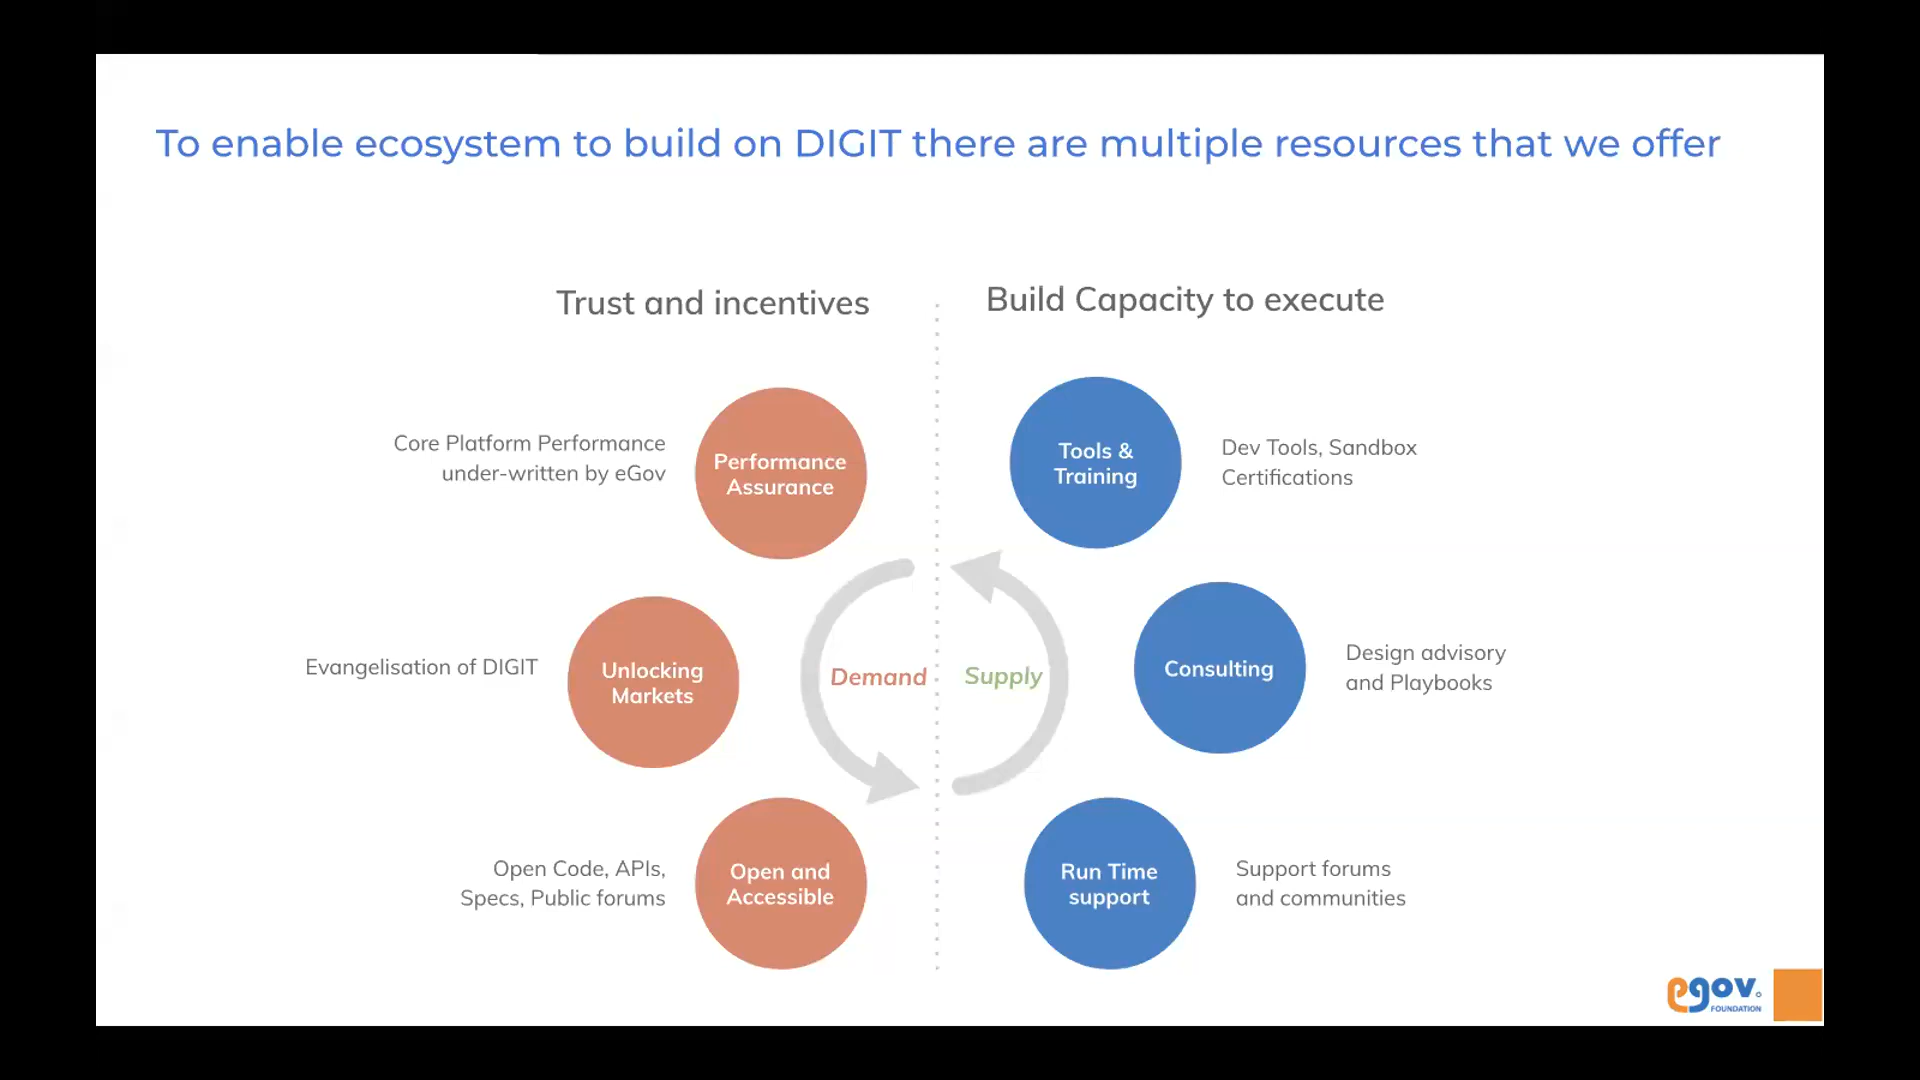 To enable ecosystem to build on DIGIT there are multiple resources that we offer
Trust and incentives
Core Platform Performance
under-written by eGov
Performance
Assurance
Evangelisation of DIGIT
Unlocking
Markets
Open Code, APIs,
Specs, Public forums
Open and
Accessible
Demand
Supply
Build Capacity to execute
Tools &
Training
Dev Tools, Sandbox
Certifications
Consulting
Design advisory
and Playbooks
Run Time
support
Support forums
and communities
egov
FOUNDATION